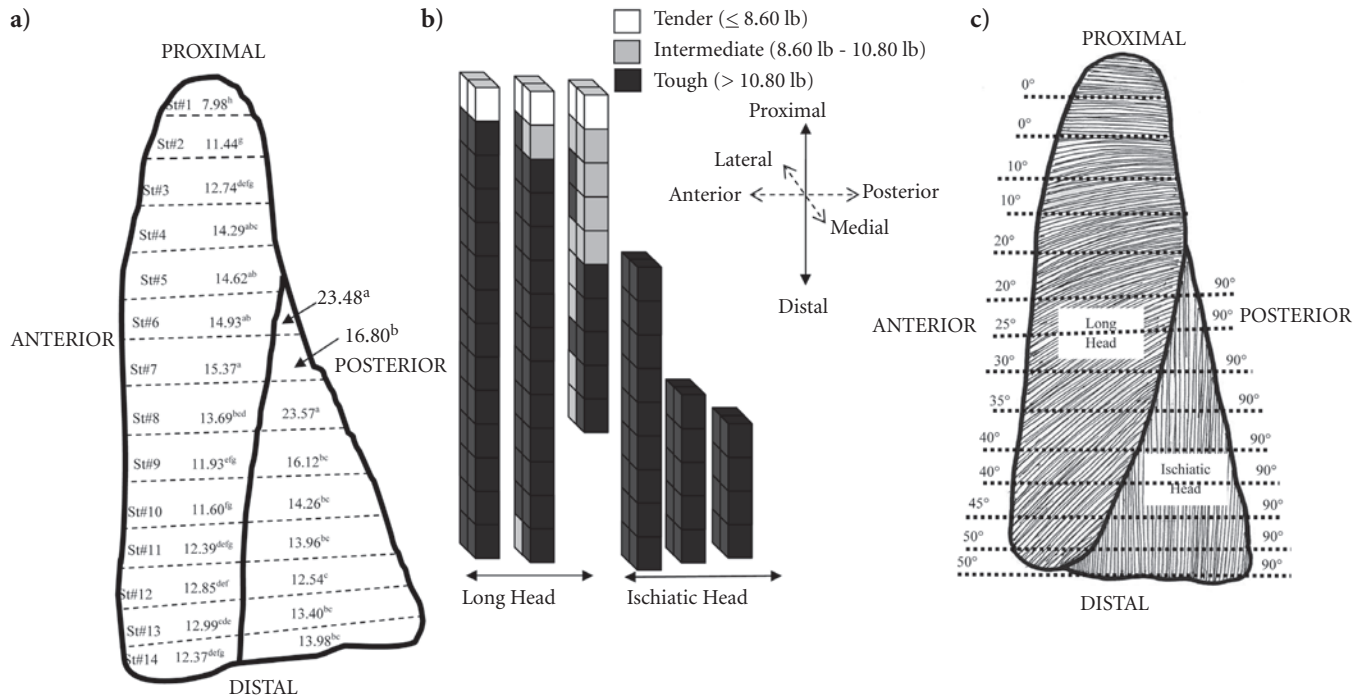 a)
PROXIMAL
St#1 7.98h
St#2 11.44g
St#3 12.74defg
St#4 14.29abc
St#5 14.62ab
St#6 14.93ab
23.48a
St#7 15.37a
16.80b
St#8 13.69bcd 23.57a
St#9 11.93efg 16.12bc
St#10 11.60fg 14.26bc
St#11 12.39defg 13.96bc
St#12 12.85def 12.54c
St#13 12.99cde 13.40bc
St#14 12.37defg 13.98bc
ANTERIOR
POSTERIOR
DISTAL
b)
Tender (≤ 8.60 lb)
Intermediate (8.60 lb - 10.80 lb)
Tough (> 10.80 lb)
Proximal
Lateral
Anterior Posterior
Medial
Distal
Long Head Ischiatic Head
c)
PROXIMAL
0°
0°
10°
10°
20°
20° 90°
25° 90°
30° 90°
35° 90°
40° 90°
40° 90°
45° 90°
50° 90°
50° 90°
ANTERIOR
POSTERIOR
Long
Head
Ischiatic
Head
DISTAL